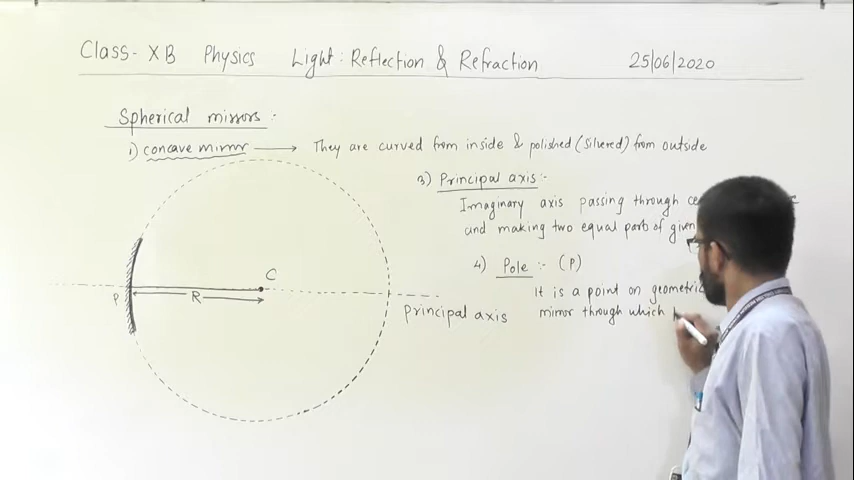 Class- XB Physics Light: Reflection & Refraction 25/06/2020
Spherical mirrors :-
1) concave mirror → They are curved from inside & polished (silvered) from outside
3) Principal axis :-
Imaginary axis passing through
and making two equal part of given
4) Pole :- (P)
It is a point on geometric
mirror through which
C
P
R
Principal axis